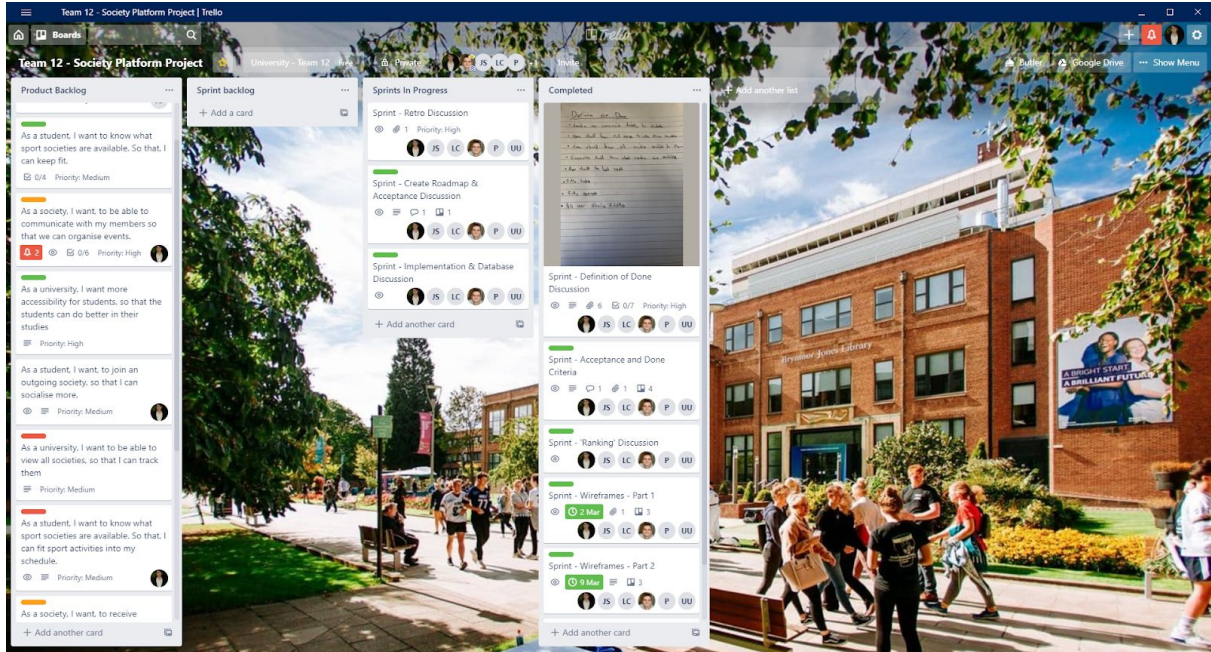 Team 12 - Society Platform Project | Trello
Boards
Trello
Team 12 - Society Platform Project
University - Team 12 Free
Private
JS LC P +1
Invite
Butler
Google Drive
... Show Menu
Product Backlog
As a student, I want to know what
sport societies are available. So that, I
can keep fit.
0/4 Priority: Medium
As a society, I want, to be able to
communicate with my members so
that we can organise events.
2 0/6 Priority: High
As a university, I want more
accessibility for students, so that the
students can do better in their
studies
Priority: High
As a student, I want, to join an
outgoing society, so that I can
socialise more.
Priority: Medium
As a university, I want to be able to
view all societies, so that I can track
them
Priority: Medium
As a student, I want to know what
sport societies are available. So that, I
can fit sport activities into my
schedule.
Priority: Medium
As a society, I want, to receive
+ Add another card
Sprint backlog
+ Add a card
Sprints In Progress
Sprint - Retro Discussion
1 Priority: High
JS LC P UU
Sprint - Create Roadmap &
Acceptance Discussion
1 1
JS LC P UU
Sprint - Implementation & Database
Discussion
JS LC P UU
+ Add another card
Completed
Definition of Done
Sprint - Definition of Done
Discussion
6 0/7 Priority: High
JS LC P UU
Sprint - Acceptance and Done
Criteria
1 1 4
JS LC P UU
Sprint - 'Ranking' Discussion
JS LC P UU
Sprint - Wireframes - Part 1
2 Mar 1 3
JS LC P UU
Sprint - Wireframes - Part 2
9 Mar 3
JS LC P UU
+ Add another card
+ Add another list
Brynmor Jones Library
A BRIGHT START,
A BRILLIANT FUTURE